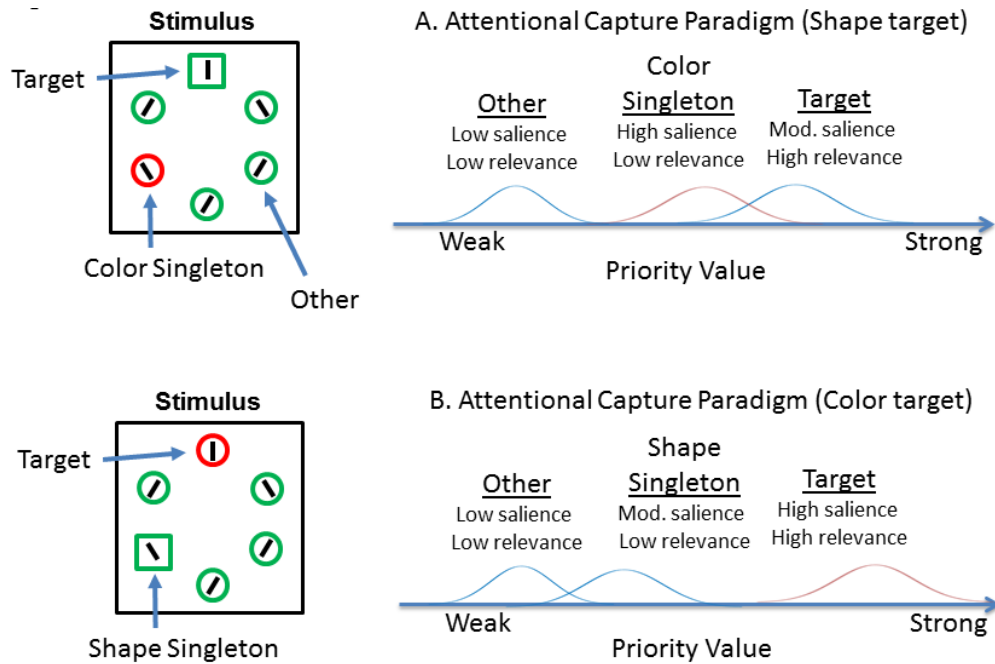 Stimulus
Target
Color Singleton
Other
A. Attentional Capture Paradigm (Shape target)
Other
Low salience
Low relevance
Color
Singleton
High salience
Low relevance
Target
Mod. salience
High relevance
Weak
Strong
Priority Value
Stimulus
Target
Shape Singleton
B. Attentional Capture Paradigm (Color target)
Other
Low salience
Low relevance
Shape
Singleton
Mod. salience
Low relevance
Target
High salience
High relevance
Weak
Strong
Priority Value